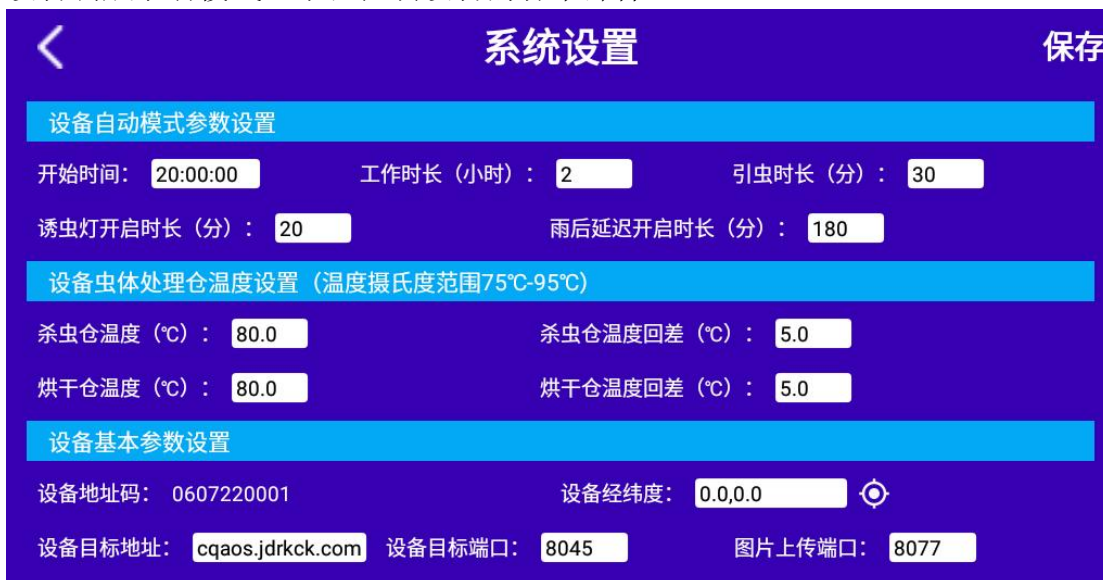 系统设置 保存
设备自动模式参数设置
开始时间： 20:00:00 工作时长（小时）： 2 引虫时长（分）： 30
诱虫灯开启时长（分）： 20 雨后延迟开启时长（分）： 180
设备虫体处理仓温度设置（温度摄氏度范围75℃-95℃）
杀虫仓温度（℃）： 80.0 杀虫仓温度回差（℃）： 5.0
烘干仓温度（℃）： 80.0 烘干仓温度回差（℃）： 5.0
设备基本参数设置
设备地址码： 0607220001 设备经纬度： 0.0,0.0
设备目标地址： cqaos.jdrkck.com 设备目标端口： 8045 图片上传端口： 8077